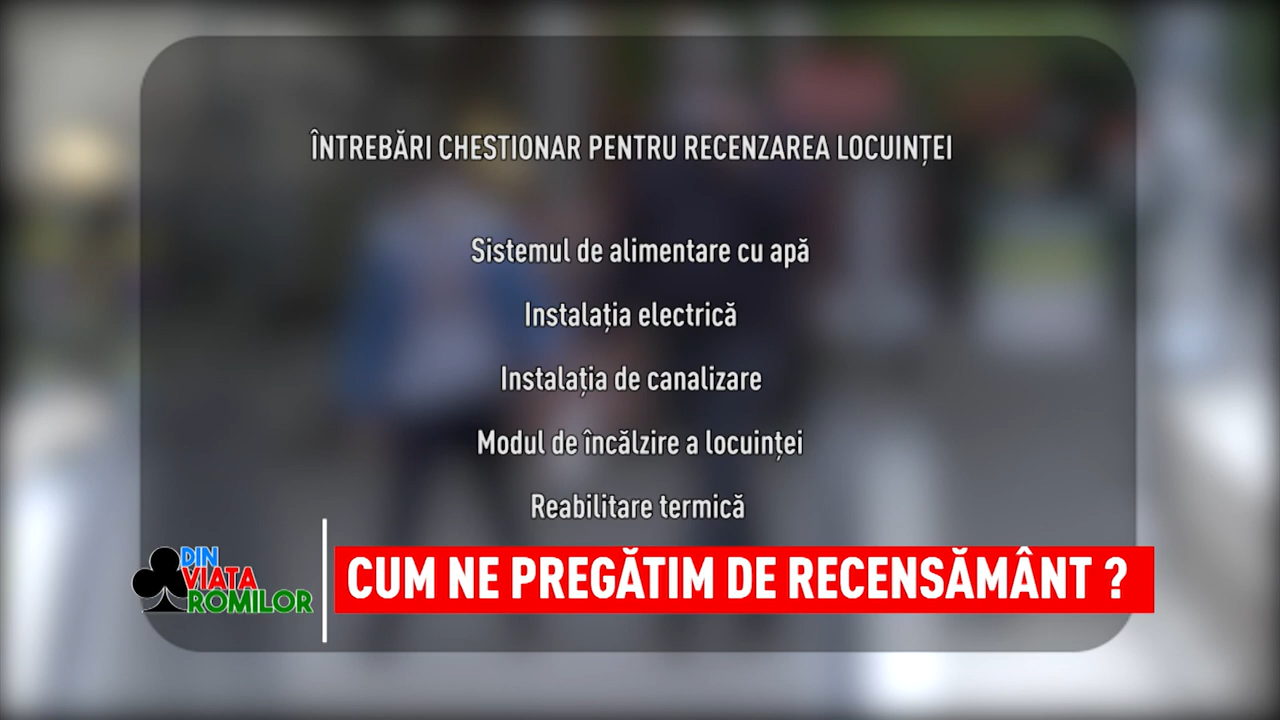 ÎNTREBĂRI CHESTIONAR PENTRU RECENZAREA LOCUINȚEI
Sistemul de alimentare cu apă
Instalația electrică
Instalația de canalizare
Modul de încălzire a locuinței
Reabilitare termică
DIN
VIAȚA
ROMILOR
CUM NE PREGĂTIM DE RECENSĂMÂNT ?